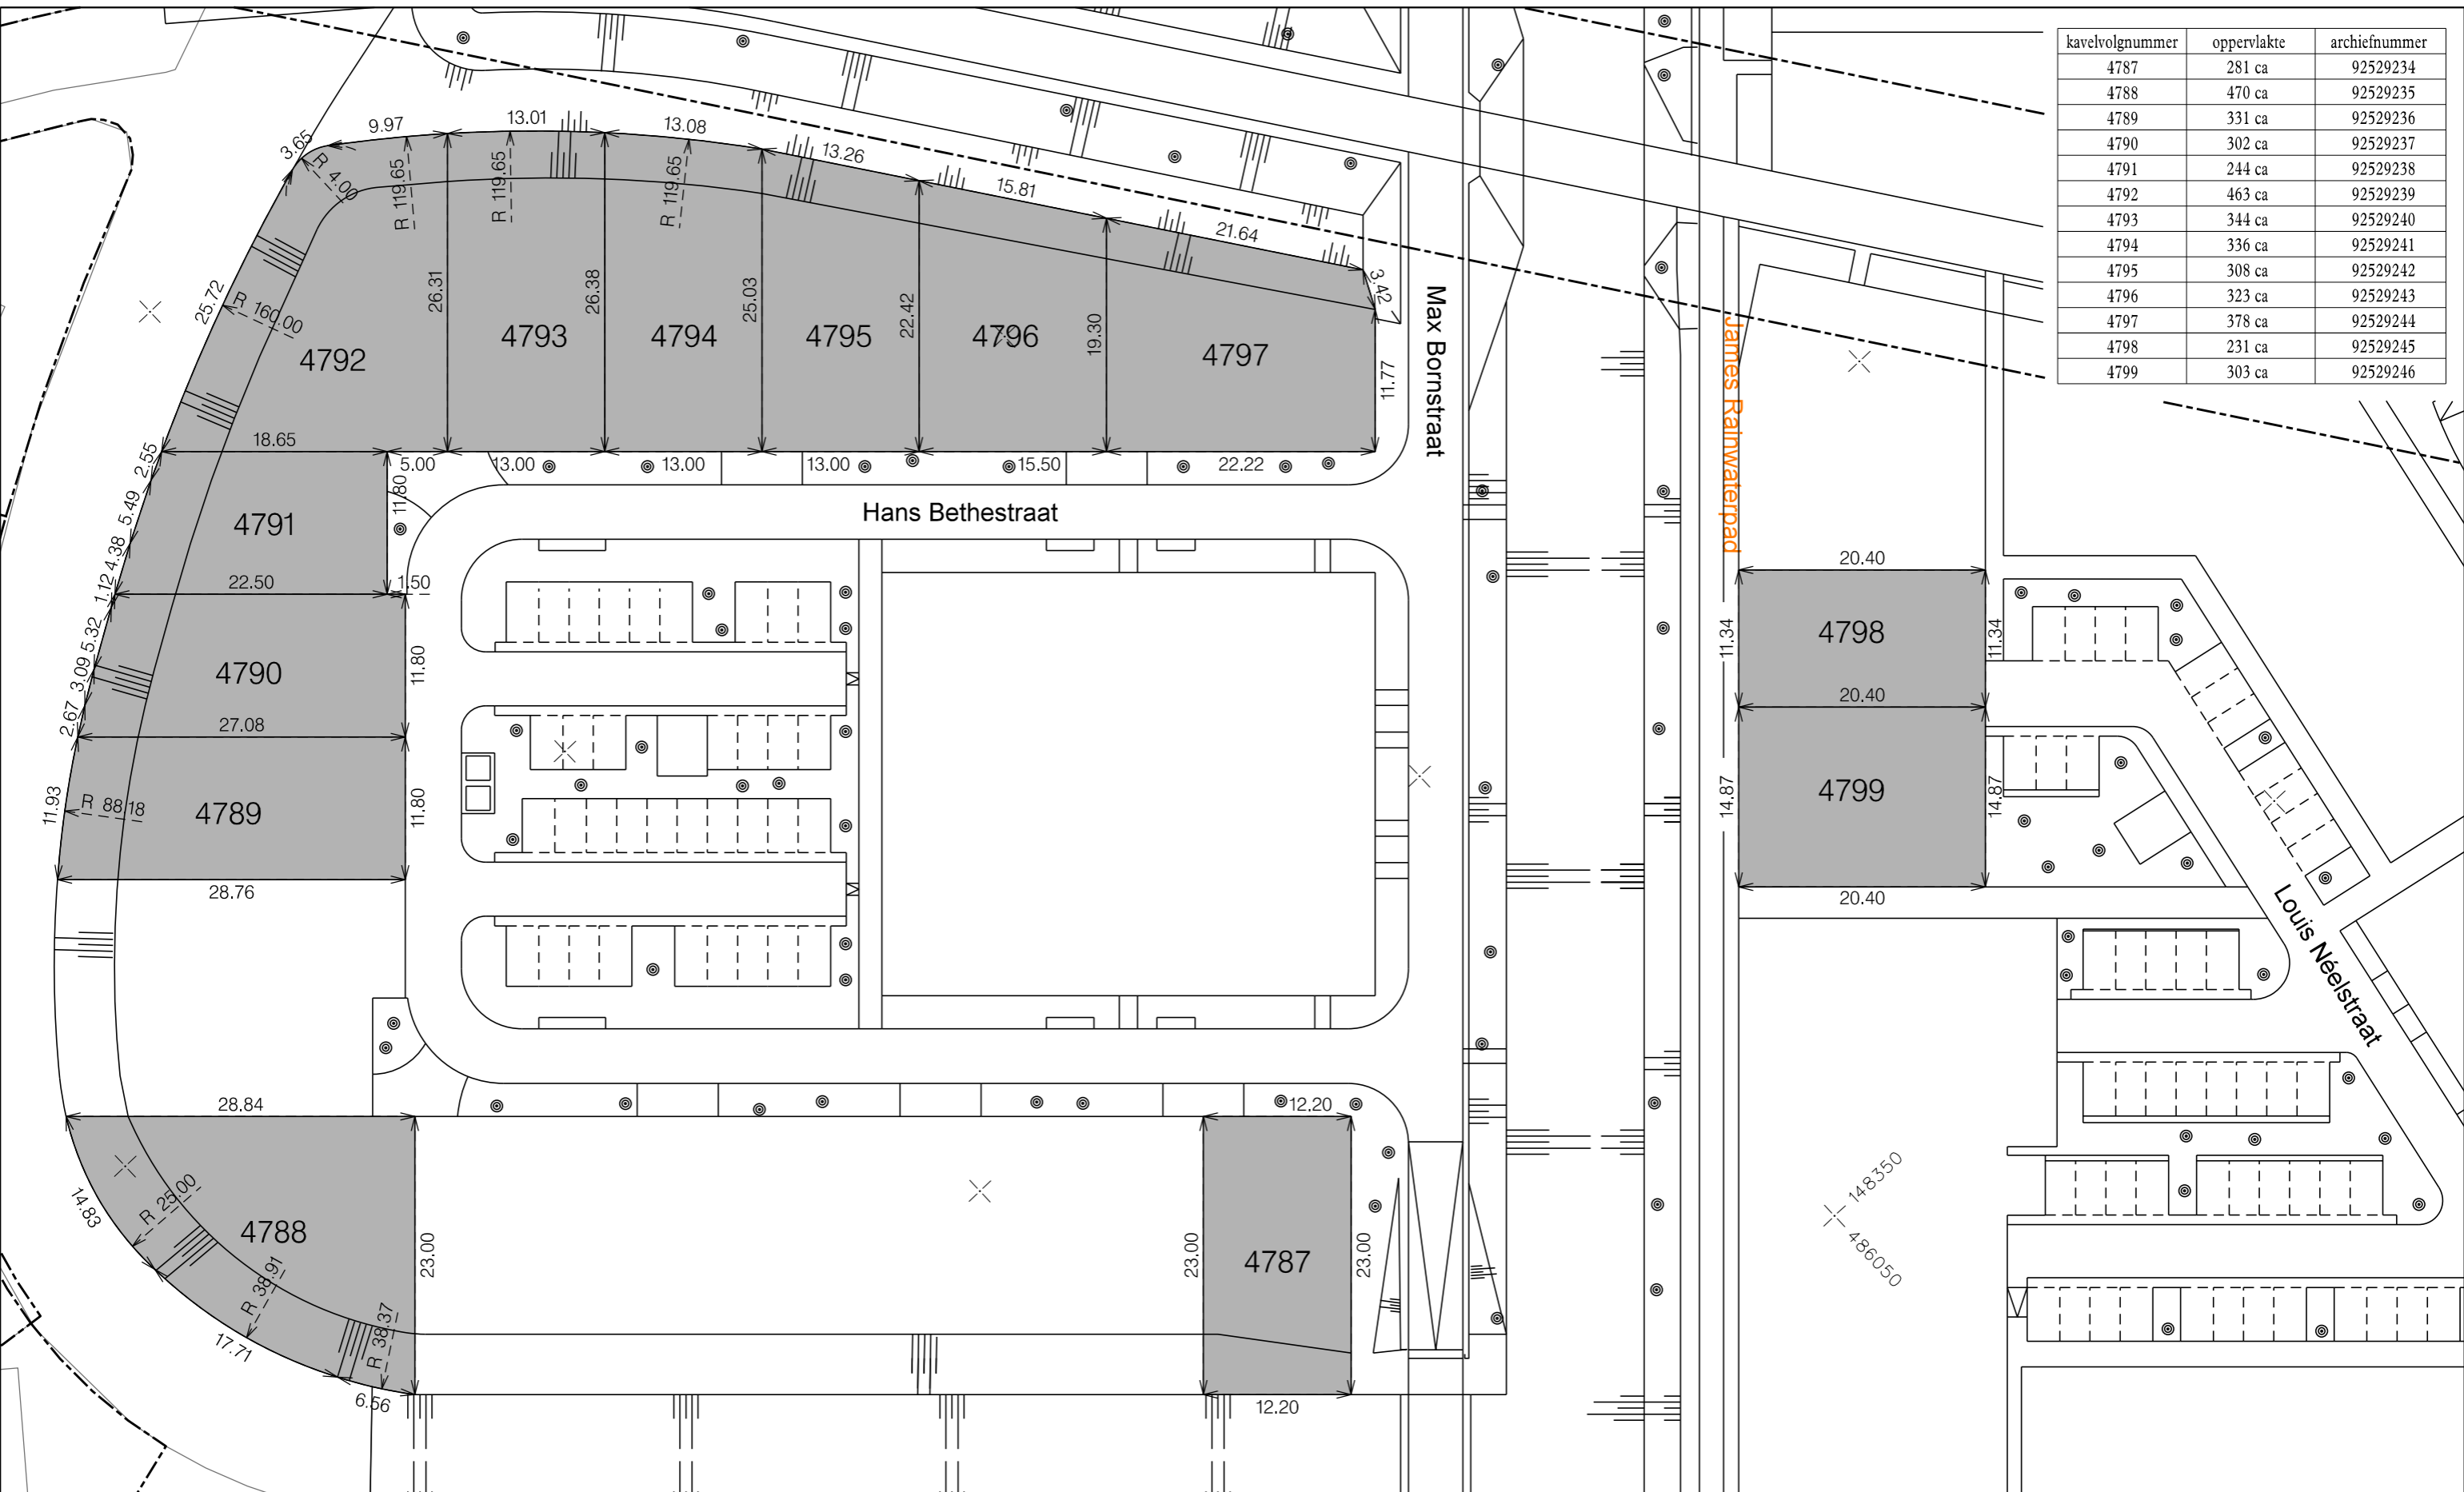 kavelvolgnummer oppervlakte archiefnummer
4787 281 ca 92529234
4788 470 ca 92529235
4789 331 ca 92529236
4790 302 ca 92529237
4791 244 ca 92529238
4792 463 ca 92529239
4793 344 ca 92529240
4794 336 ca 92529241
4795 308 ca 92529242
4796 323 ca 92529243
4797 378 ca 92529244
4798 231 ca 92529245
4799 303 ca 92529246
3.65
9.97
13.01
13.08
13.26
15.81
21.64
3.42
R 4.00
R 119.65
R 119.65
R 119.65
25.72
R 160.00
26.31
26.38
25.03
22.42
19.30
11.77
4792
4793
4794
4795
4796
4797
Max Bornstraat
James Rainwaterpad
18.65
5.00
13.00
13.00
13.00
15.50
22.22
2.55
5.49
4.38
1.12
11.80
4791
Hans Bethestraat
22.50
1.50
5.32
3.09
2.67
4790
11.80
27.08
11.93
R 88.18
4789
11.80
28.76
20.40
11.34
4798
11.34
20.40
14.87
4799
14.87
20.40
Louis Néelstraat
28.84
12.20
14.83
R 25.00
4788
R 38.91
R 38.37
17.71
6.56
23.00
23.00
4787
23.00
12.20
148350
486050